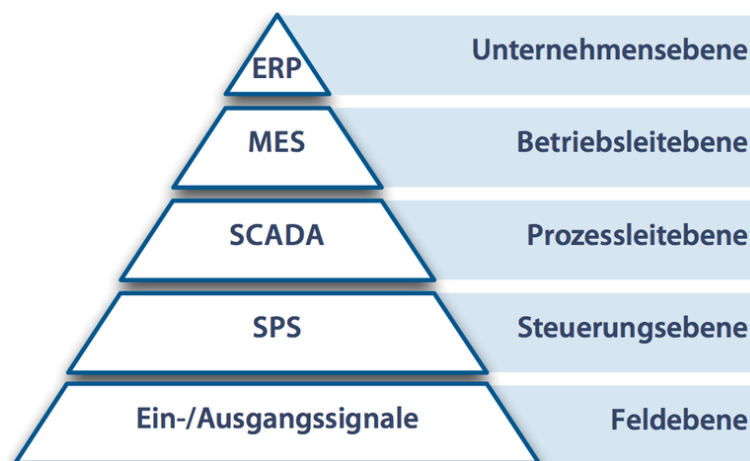 ERP
Unternehmensebene
MES
Betriebsleitebene
SCADA
Prozessleitebene
SPS
Steuerungsebene
Ein-/Ausgangssignale
Feldebene